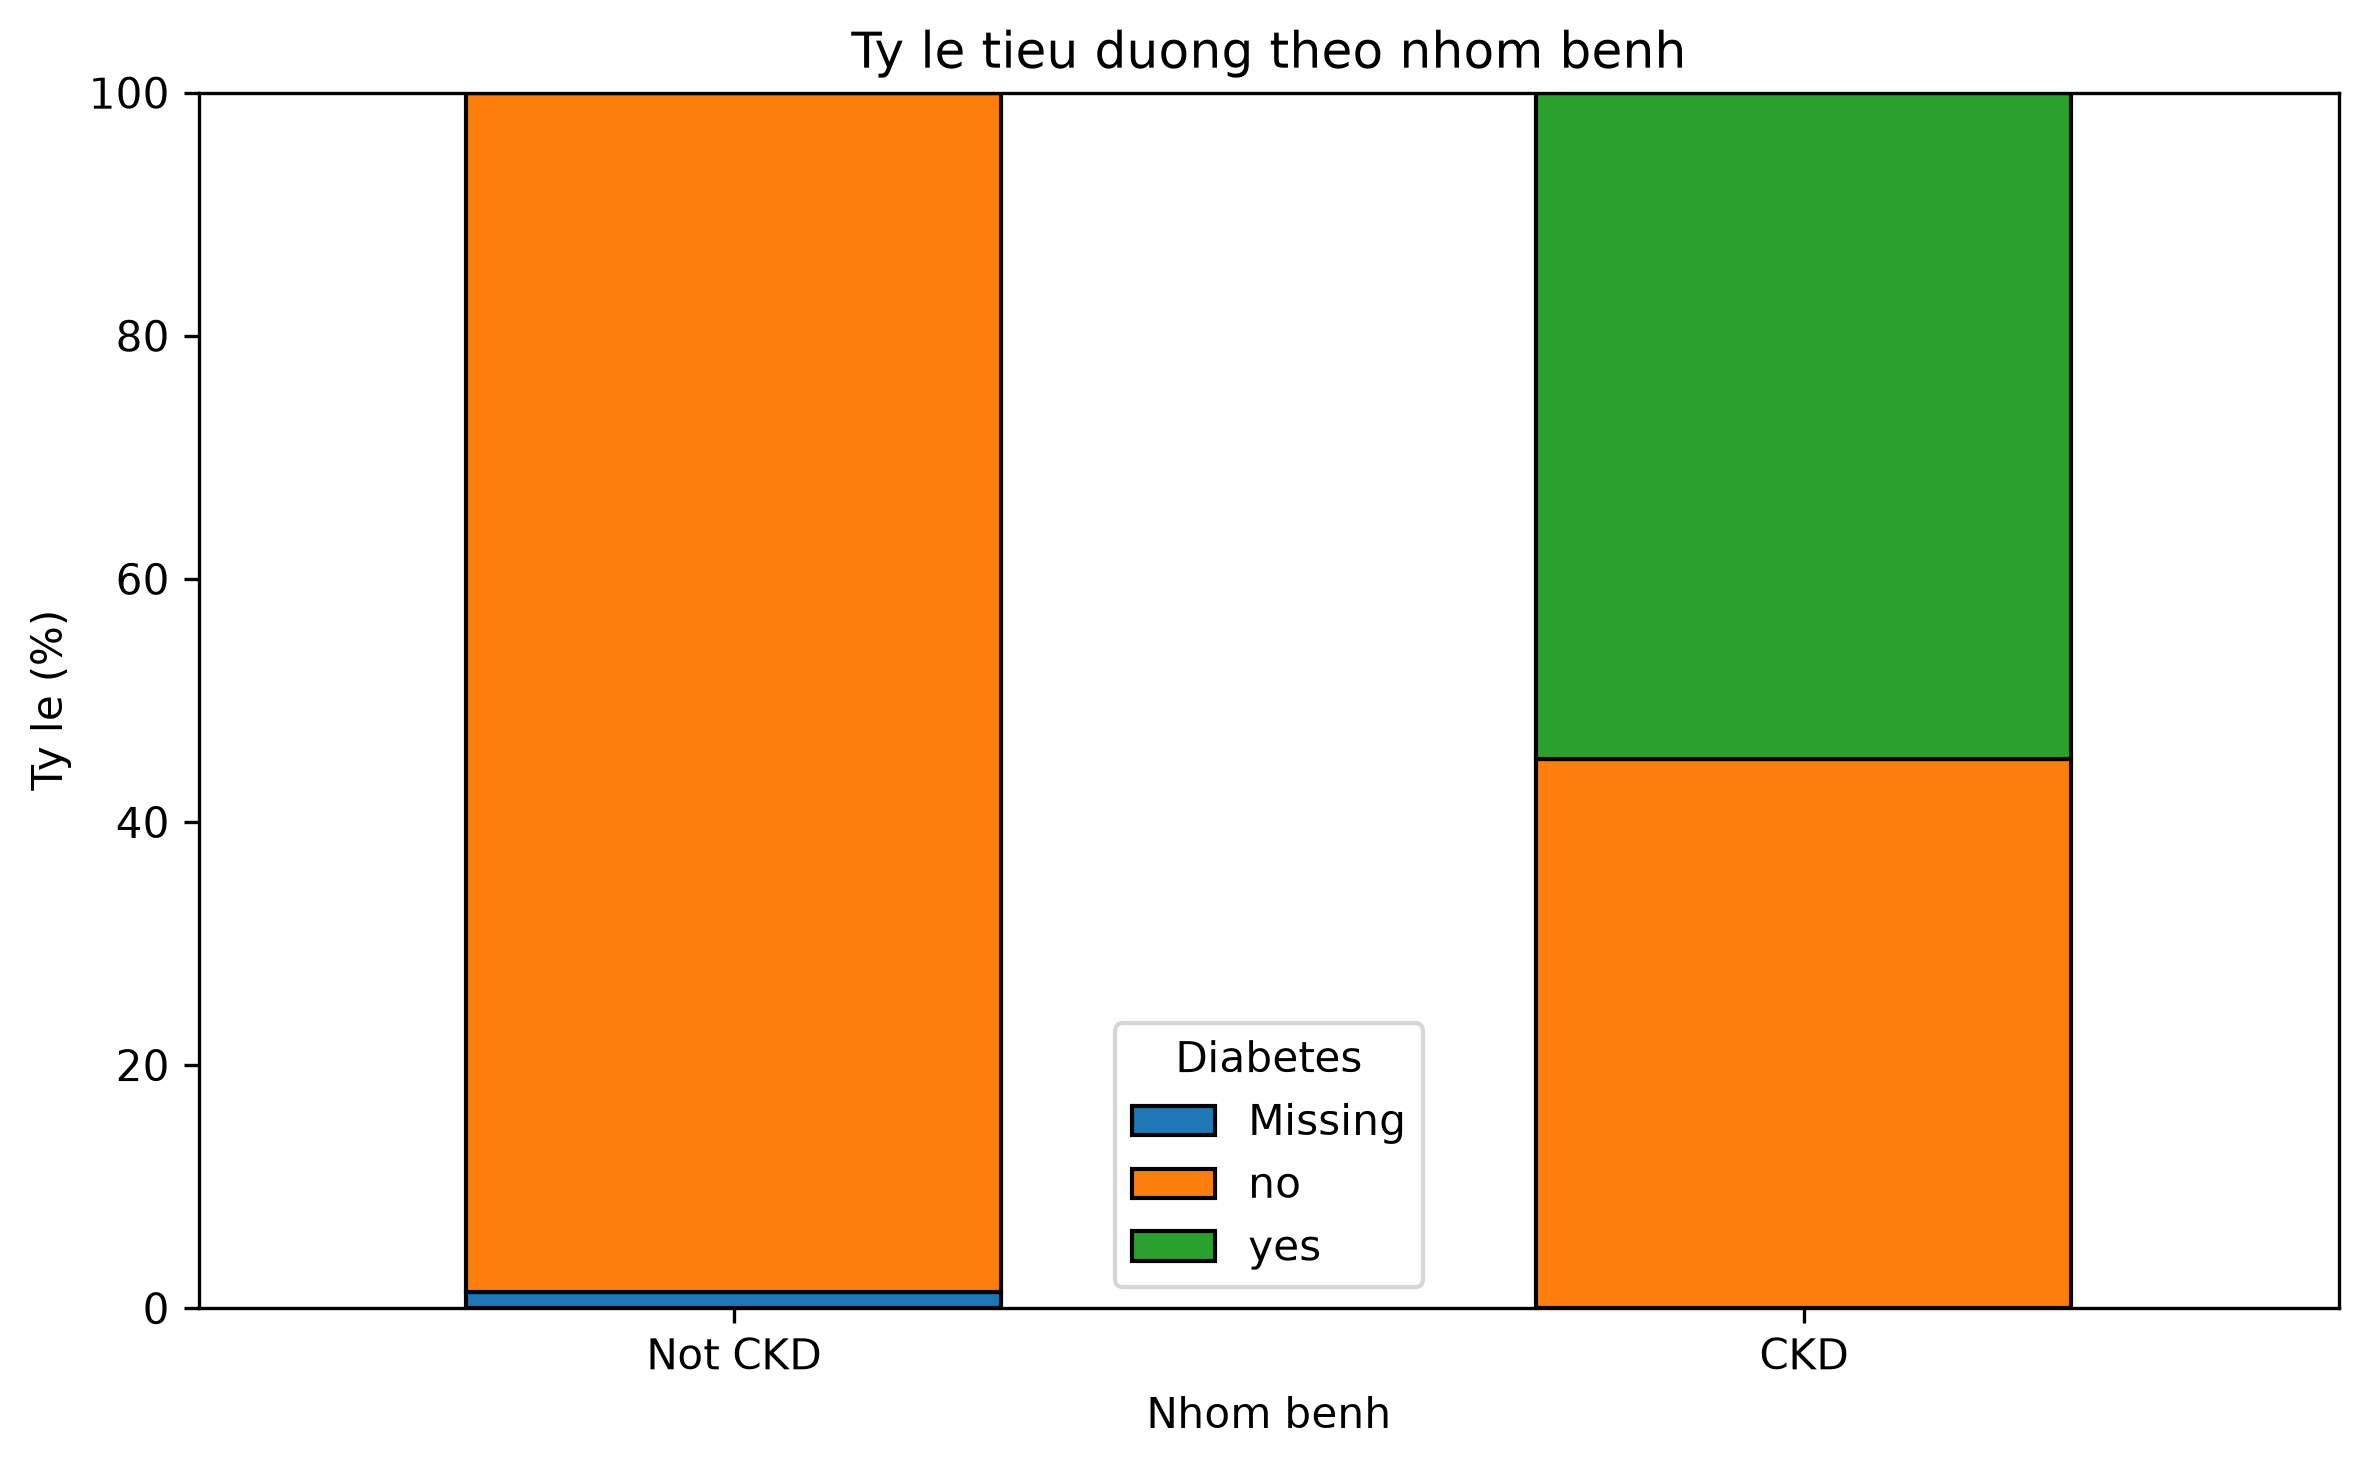 Ty le tieu duong theo nhom benh
Ty le (%)
100
80
60
40
20
0
Diabetes
Missing
no
yes
Not CKD
CKD
Nhom benh